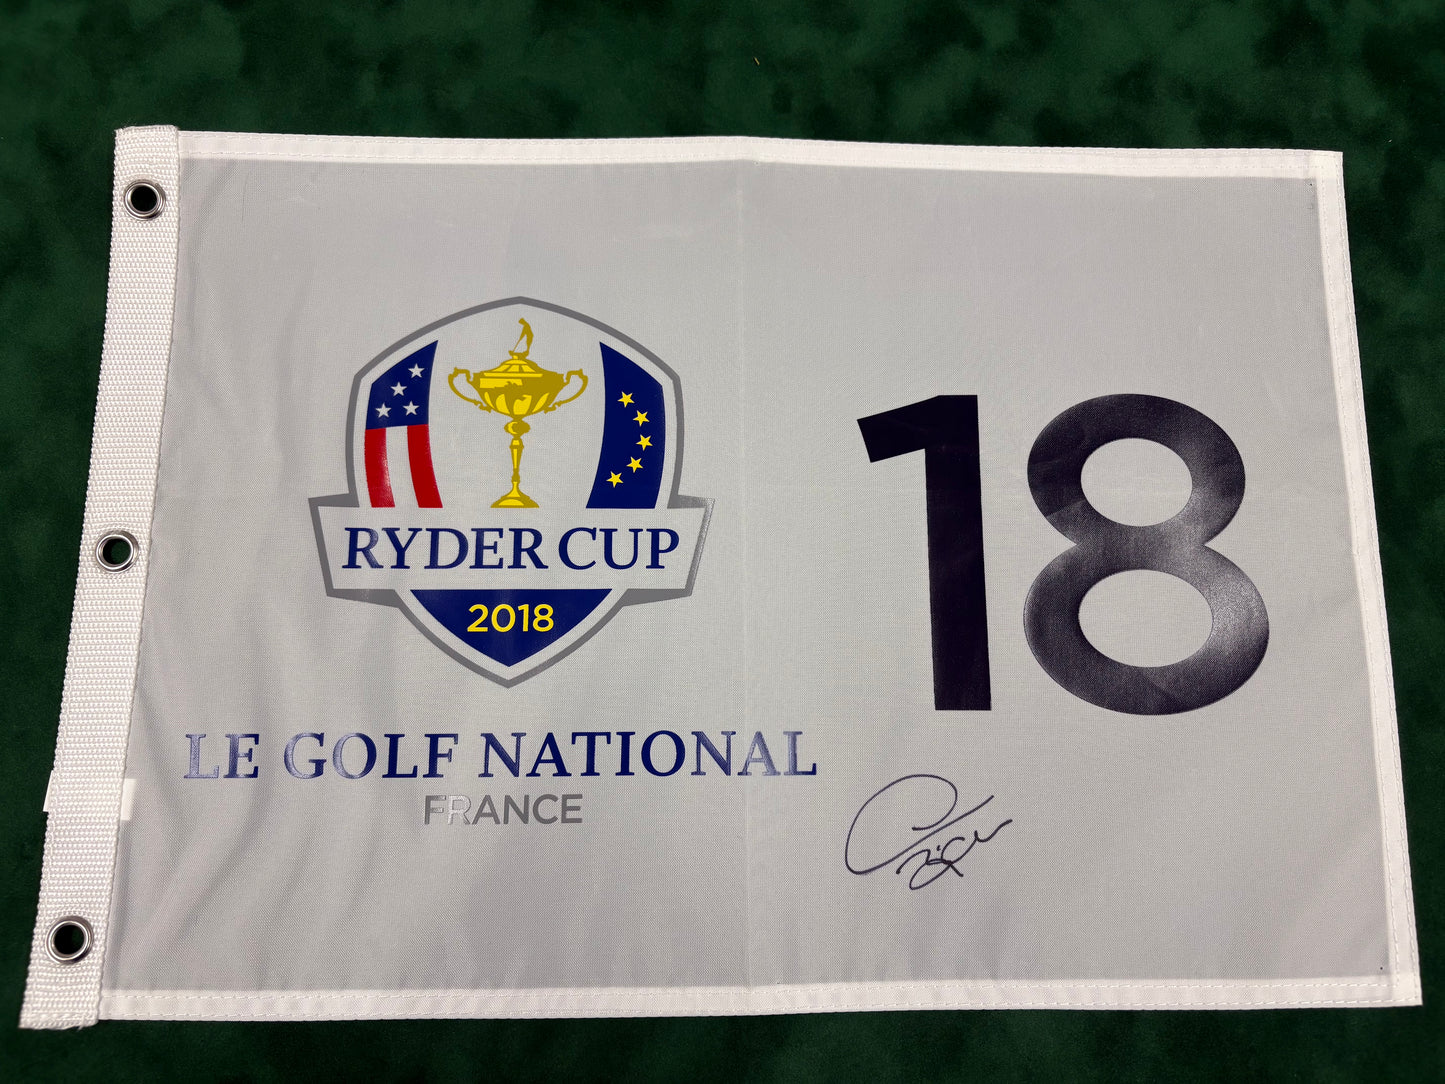 RYDER CUP
2018
LE GOLF NATIONAL
FRANCE
18